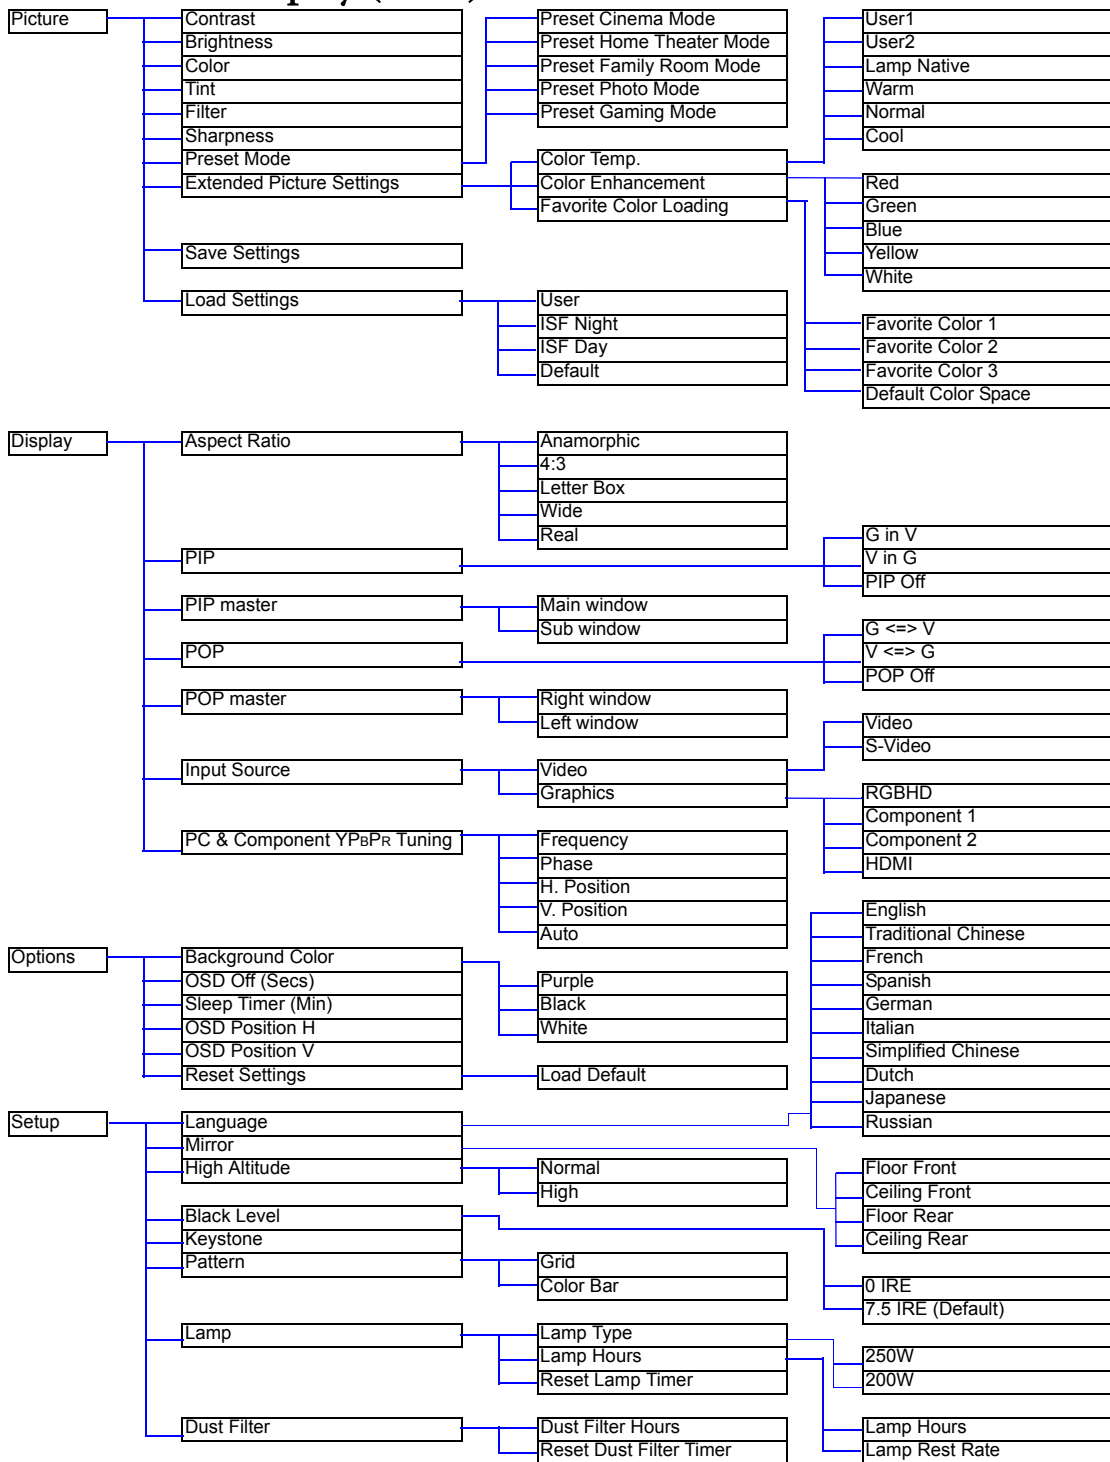 Picture
Contrast
Brightness
Color
Tint
Filter
Sharpness
Preset Mode
Extended Picture Settings
Save Settings
Load Settings
Preset Cinema Mode
Preset Home Theater Mode
Preset Family Room Mode
Preset Photo Mode
Preset Gaming Mode
Color Temp.
Color Enhancement
Favorite Color Loading
User
ISF Night
ISF Day
Default
User1
User2
Lamp Native
Warm
Normal
Cool
Red
Green
Blue
Yellow
White
Favorite Color 1
Favorite Color 2
Favorite Color 3
Default Color Space
Display
Aspect Ratio
PIP
PIP master
POP
POP master
Input Source
PC & Component YPBPR Tuning
Anamorphic
4:3
Letter Box
Wide
Real
Main window
Sub window
Right window
Left window
Video
Graphics
Frequency
Phase
H. Position
V. Position
Auto
G in V
V in G
PIP Off
G <=> V
V <=> G
POP Off
Video
S-Video
RGBHD
Component 1
Component 2
HDMI
Options
Background Color
OSD Off (Secs)
Sleep Timer (Min)
OSD Position H
OSD Position V
Reset Settings
Purple
Black
White
Load Default
Setup
Language
Mirror
High Altitude
Black Level
Keystone
Pattern
Lamp
Dust Filter
Normal
High
Grid
Color Bar
Lamp Type
Lamp Hours
Reset Lamp Timer
Dust Filter Hours
Reset Dust Filter Timer
English
Traditional Chinese
French
Spanish
German
Italian
Simplified Chinese
Dutch
Japanese
Russian
Floor Front
Ceiling Front
Floor Rear
Ceiling Rear
0 IRE
7.5 IRE (Default)
250W
200W
Lamp Hours
Lamp Rest Rate